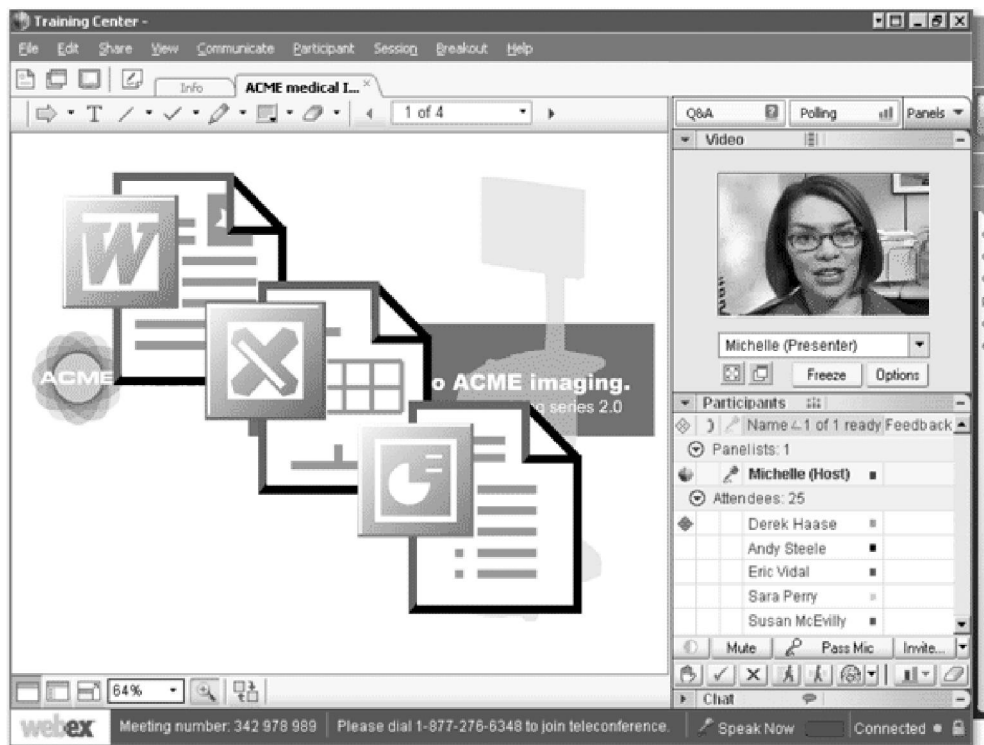 Training Center -
File Edit Share View Communicate Participant Session Breakout Help
Info ACME medical I...
T 1 of 4
Q&A Polling Panels
Video
W
ACME
o ACME imaging.
g series 2.0
Michelle (Presenter)
Freeze Options
Participants
Name 1 of 1 ready Feedback
Panelists: 1
Michelle (Host)
Attendees: 25
Derek Haase
Andy Steele
Eric Vidal
Sara Perry
Susan McEvilly
Mute Pass Mic Invite...
64%
Chat
webex Meeting number: 342 978 989 Please dial 1-877-276-6348 to join teleconference. Speak Now Connected